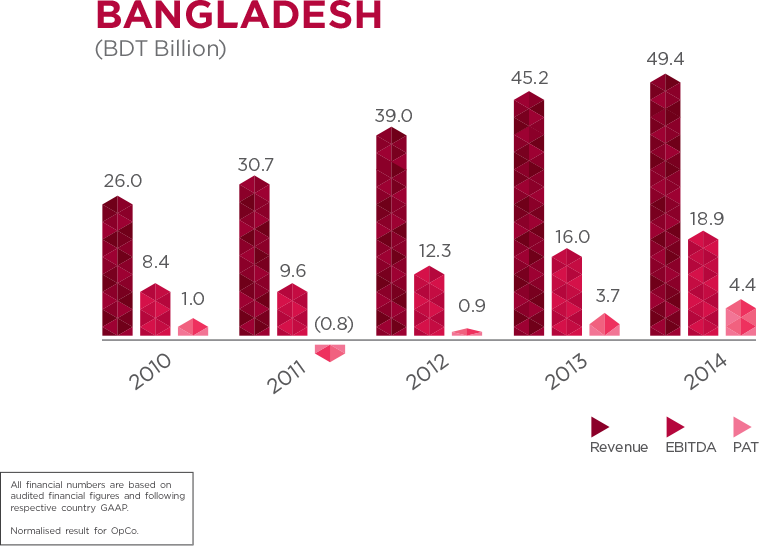 BANGLADESH
(BDT Billion)
26.0
8.4
1.0
30.7
9.6
(0.8)
39.0
12.3
0.9
45.2
16.0
3.7
49.4
18.9
4.4
2010
2011
2012
2013
2014
Revenue
EBITDA
PAT
All financial numbers are based on
audited financial figures and following
respective country GAAP.
Normalised result for OpCo.